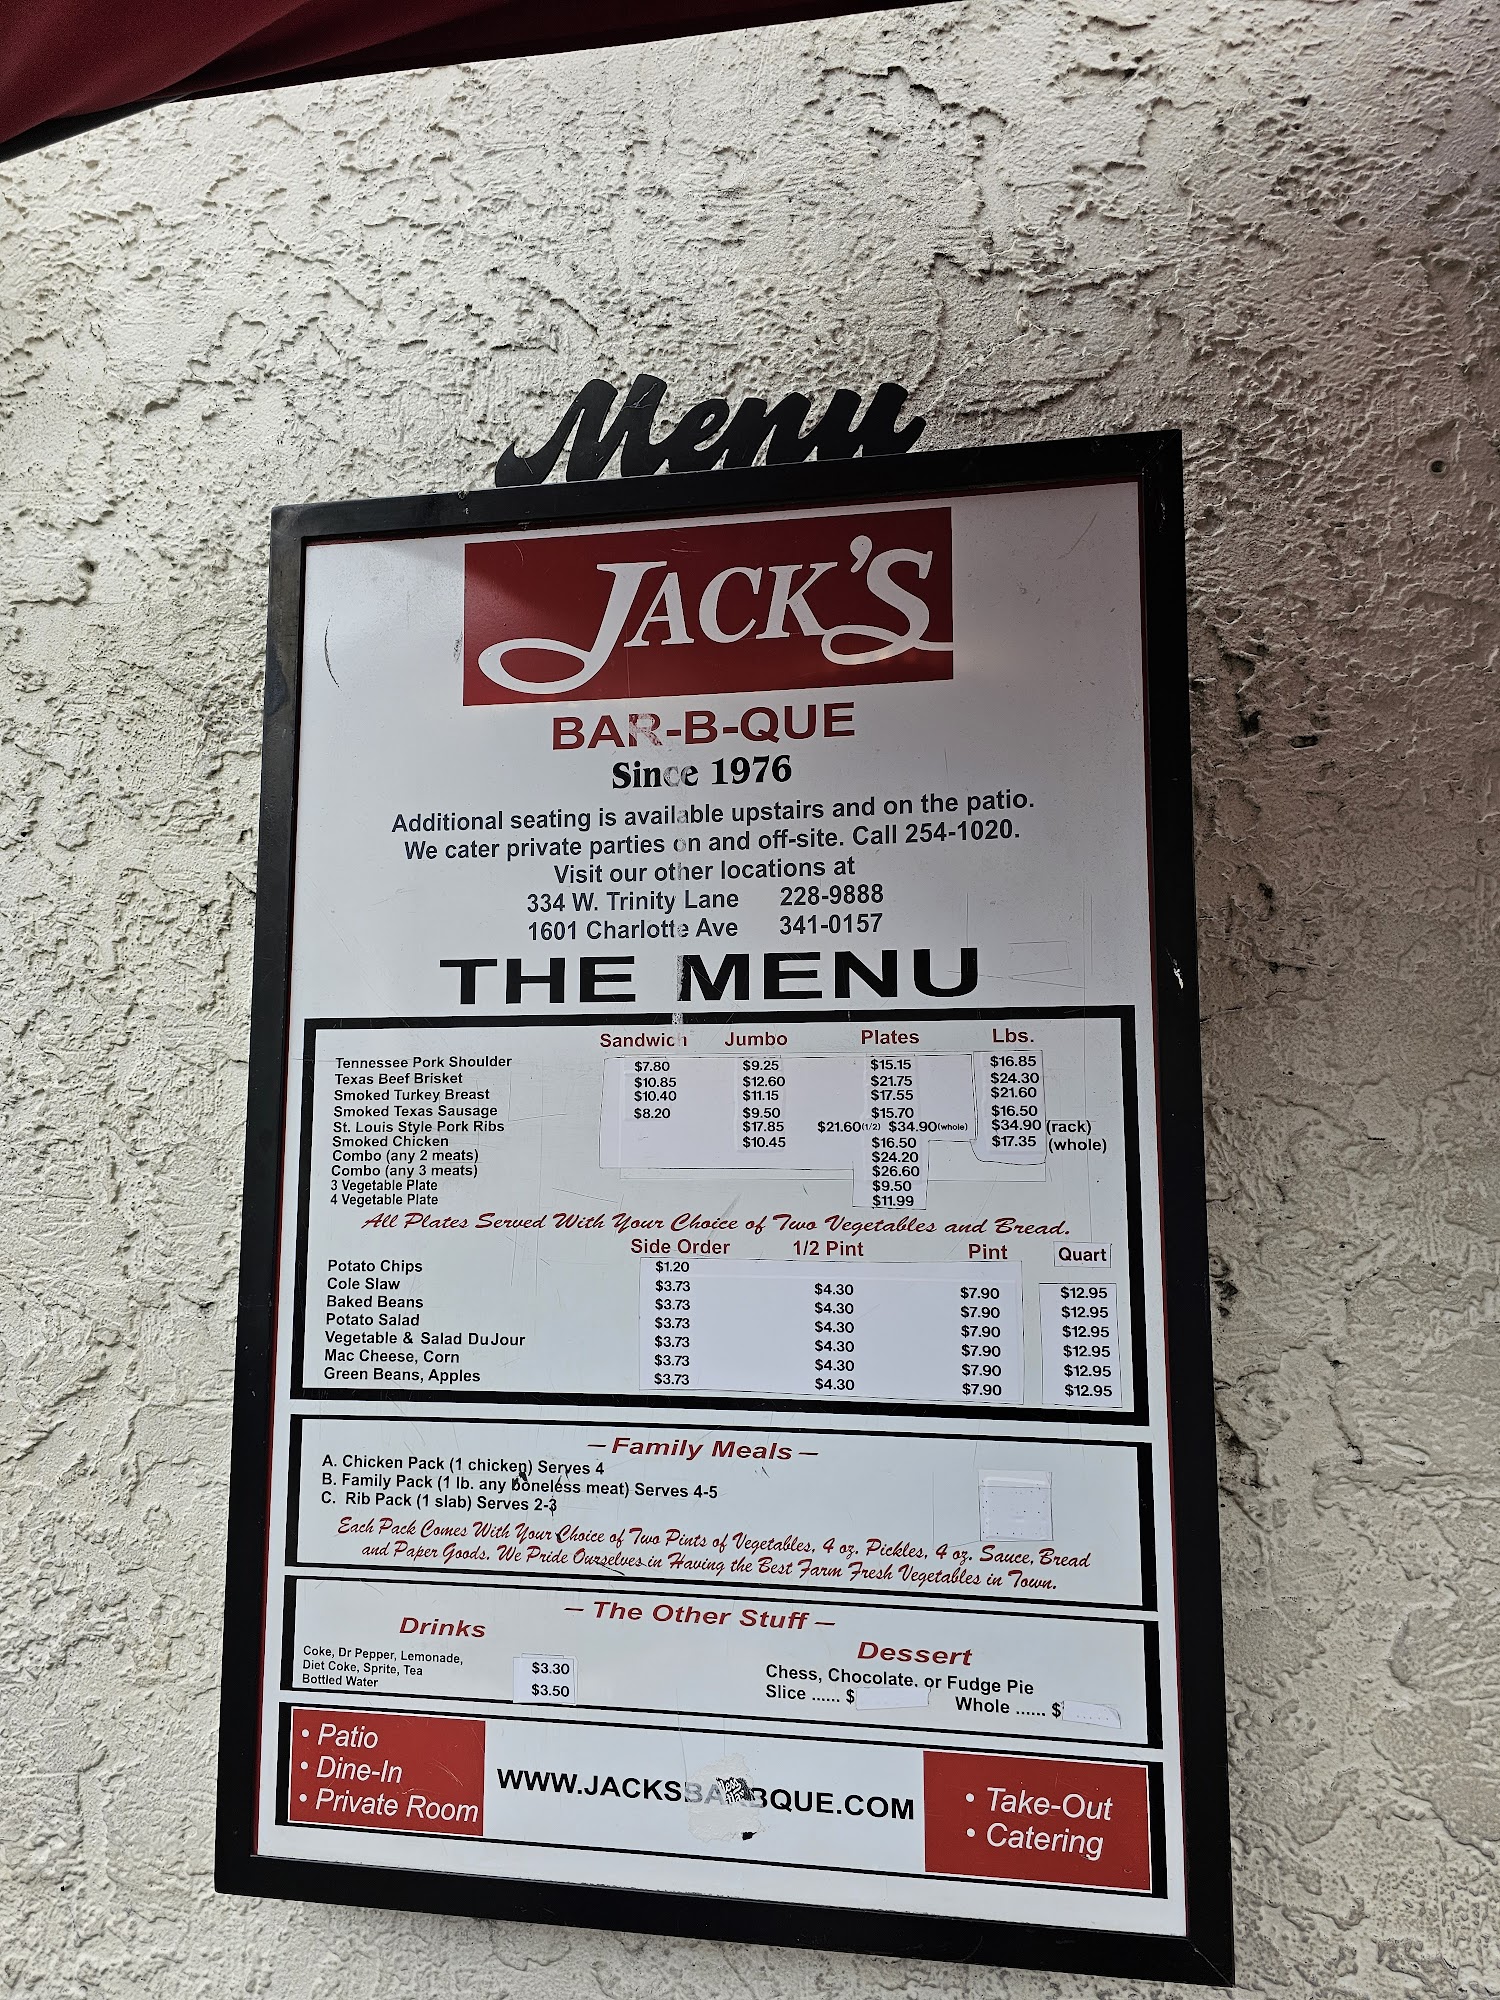 Menu
JACK'S
BAR-B-QUE
Since 1976
Additional seating is available upstairs and on the patio.
We cater private parties on and off-site. Call 254-1020.
Visit our other locations at
334 W. Trinity Lane 228-9888
1601 Charlotte Ave 341-0157
THE MENU
Sandwich Jumbo Plates Lbs.
Tennessee Pork Shoulder $7.80 $9.25 $15.15 $16.85
Texas Beef Brisket $10.85 $12.60 $21.75 $24.30
Smoked Turkey Breast $10.40 $11.15 $17.55 $21.60
Smoked Texas Sausage $8.20 $9.50 $15.70 $16.50
St. Louis Style Pork Ribs $17.85 $21.60(1/2) $34.90(whole) $34.90 (rack)
Smoked Chicken $10.45 $16.50 $17.35 (whole)
Combo (any 2 meats) $24.20
Combo (any 3 meats) $26.60
3 Vegetable Plate $9.50
4 Vegetable Plate $11.99
All Plates Served With Your Choice of Two Vegetables and Bread.
Side Order 1/2 Pint Pint Quart
Potato Chips $1.20
Cole Slaw $3.73 $4.30 $7.90 $12.95
Baked Beans $3.73 $4.30 $7.90 $12.95
Potato Salad $3.73 $4.30 $7.90 $12.95
Vegetable & Salad DuJour $3.73 $4.30 $7.90 $12.95
Mac Cheese, Corn $3.73 $4.30 $7.90 $12.95
Green Beans, Apples $3.73 $4.30 $7.90 $12.95
– Family Meals –
A. Chicken Pack (1 chicken) Serves 4
B. Family Pack (1 lb. any boneless meat) Serves 4-5
C. Rib Pack (1 slab) Serves 2-3
Each Pack Comes With Your Choice of Two Pints of Vegetables, 4 oz. Pickles, 4 oz. Sauce, Bread
and Paper Goods. We Pride Ourselves in Having the Best Farm Fresh Vegetables in Town.
– The Other Stuff –
Drinks
Coke, Dr Pepper, Lemonade,
Diet Coke, Sprite, Tea $3.30
Bottled Water $3.50
Dessert
Chess, Chocolate, or Fudge Pie
Slice ...... $ Whole ...... $
• Patio
• Dine-In
• Private Room
WWW.JACKSBARBQUE.COM
• Take-Out
• Catering